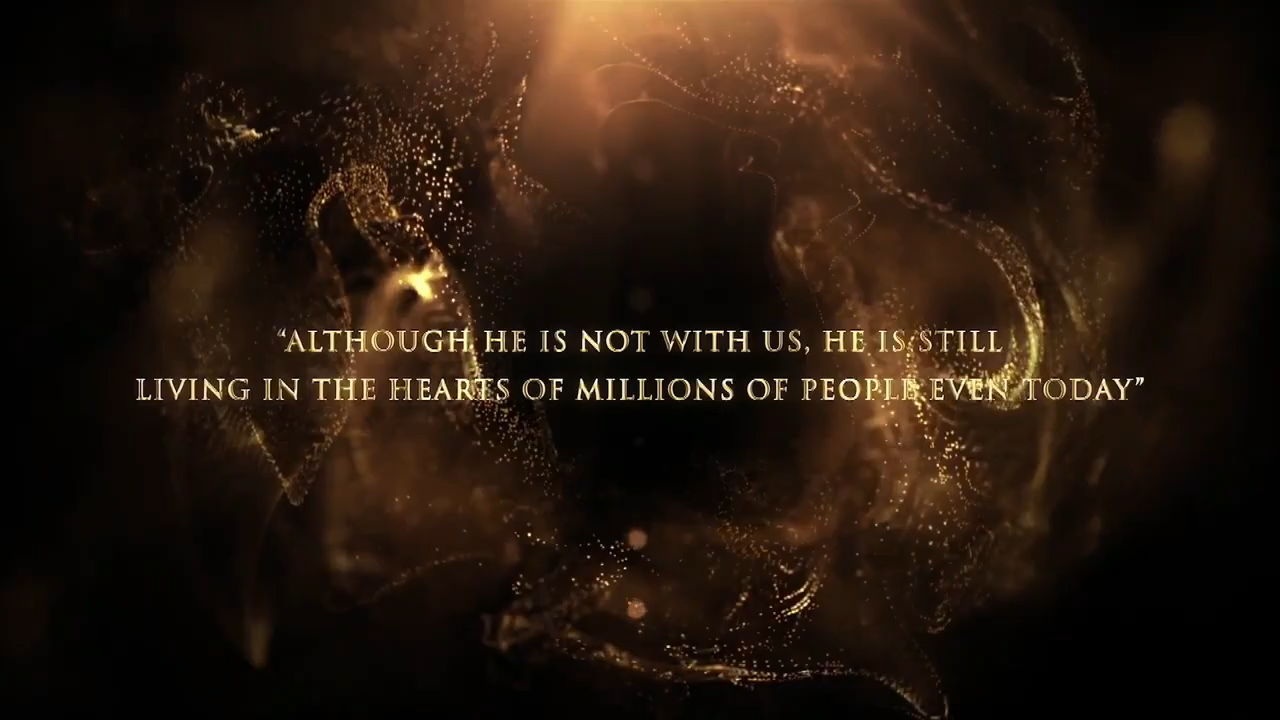 “ALTHOUGH HE IS NOT WITH US, HE IS STILL
LIVING IN THE HEARTS OF MILLIONS OF PEOPLE EVEN TODAY”